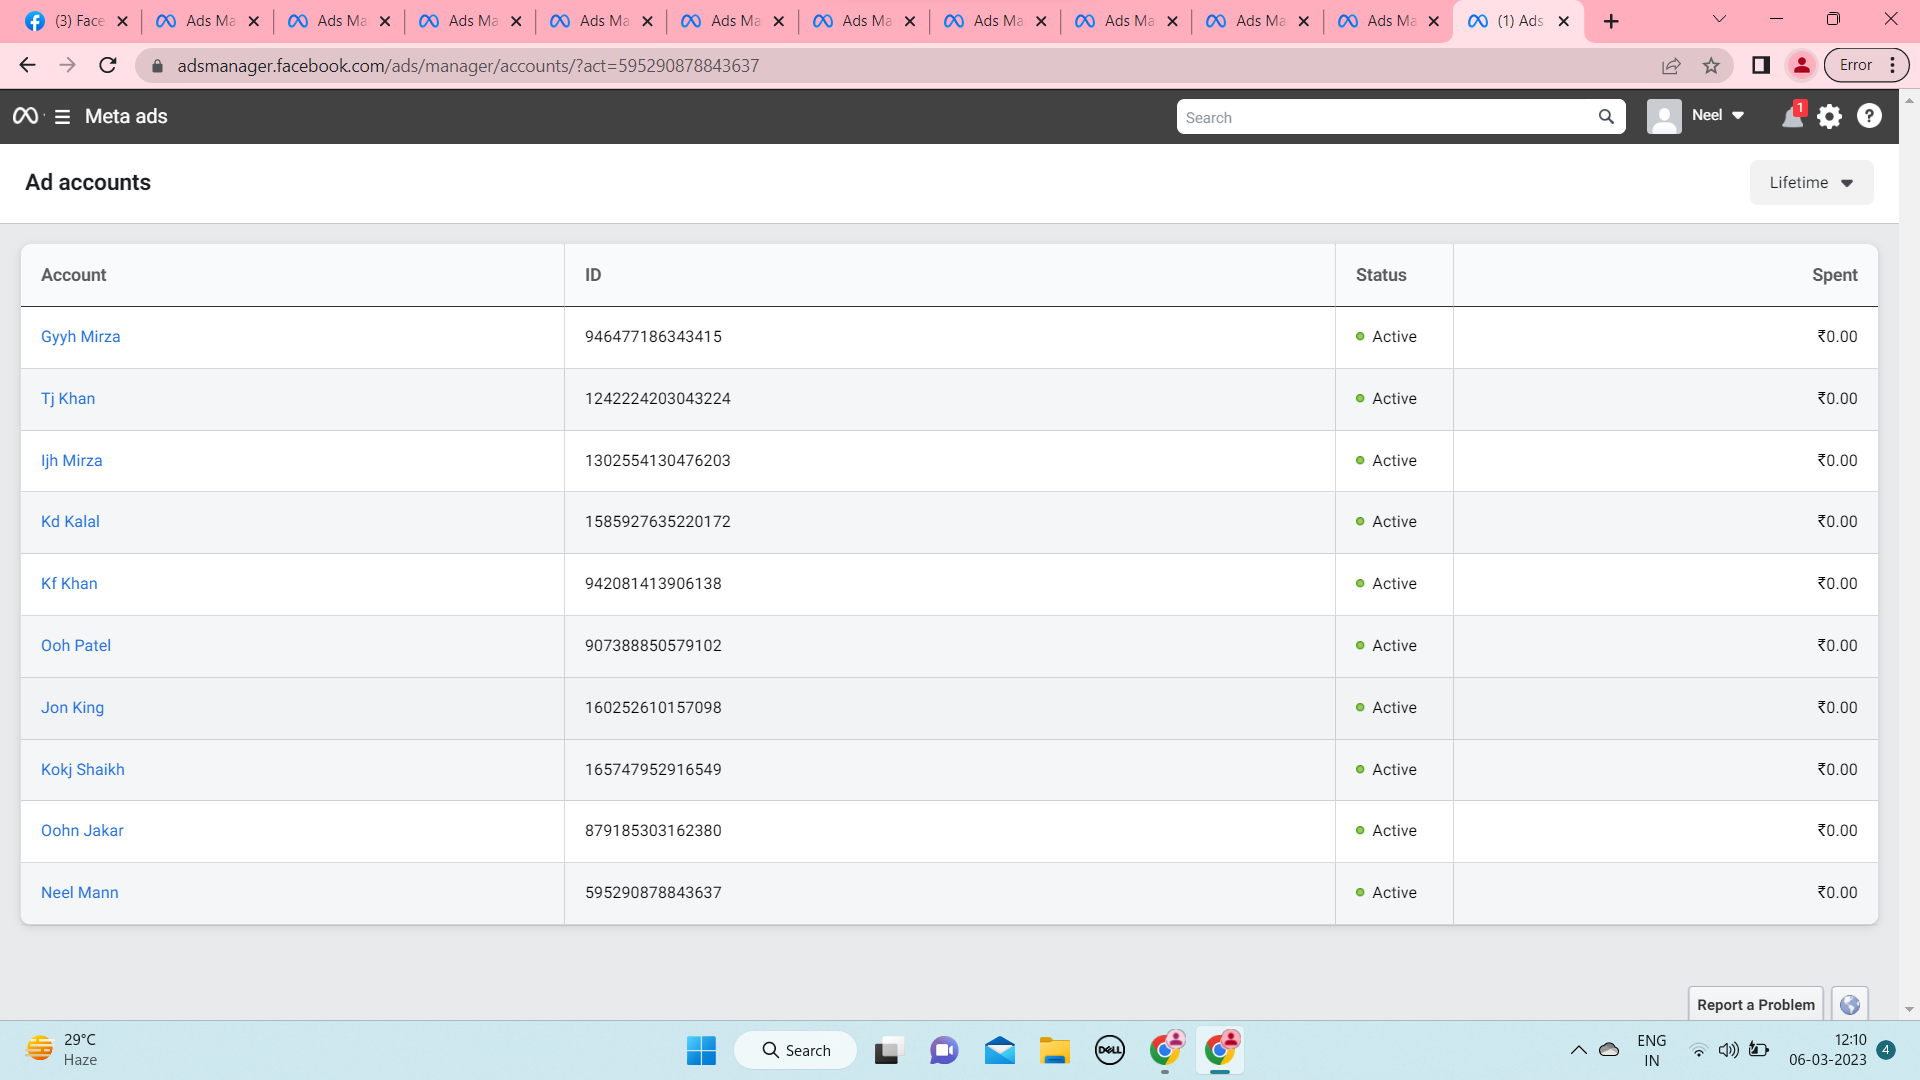 (3) Face
Ads Ma
Ads Ma
Ads Ma
Ads Ma
Ads Ma
Ads Ma
Ads Ma
Ads Ma
Ads Ma
Ads Ma
(1) Ads
adsmanager.facebook.com/ads/manager/accounts/?act=595290878843637
Error
Meta ads
Search
Neel
1
Ad accounts
Lifetime
Account ID Status Spent
Gyyh Mirza 946477186343415 Active ₹0.00
Tj Khan 1242224203043224 Active ₹0.00
Ijh Mirza 1302554130476203 Active ₹0.00
Kd Kalal 1585927635220172 Active ₹0.00
Kf Khan 942081413906138 Active ₹0.00
Ooh Patel 907388850579102 Active ₹0.00
Jon King 160252610157098 Active ₹0.00
Kokj Shaikh 165747952916549 Active ₹0.00
Oohn Jakar 879185303162380 Active ₹0.00
Neel Mann 595290878843637 Active ₹0.00
Report a Problem
29°C
Haze
Search
DELL
ENG
IN
12:10
06-03-2023
4